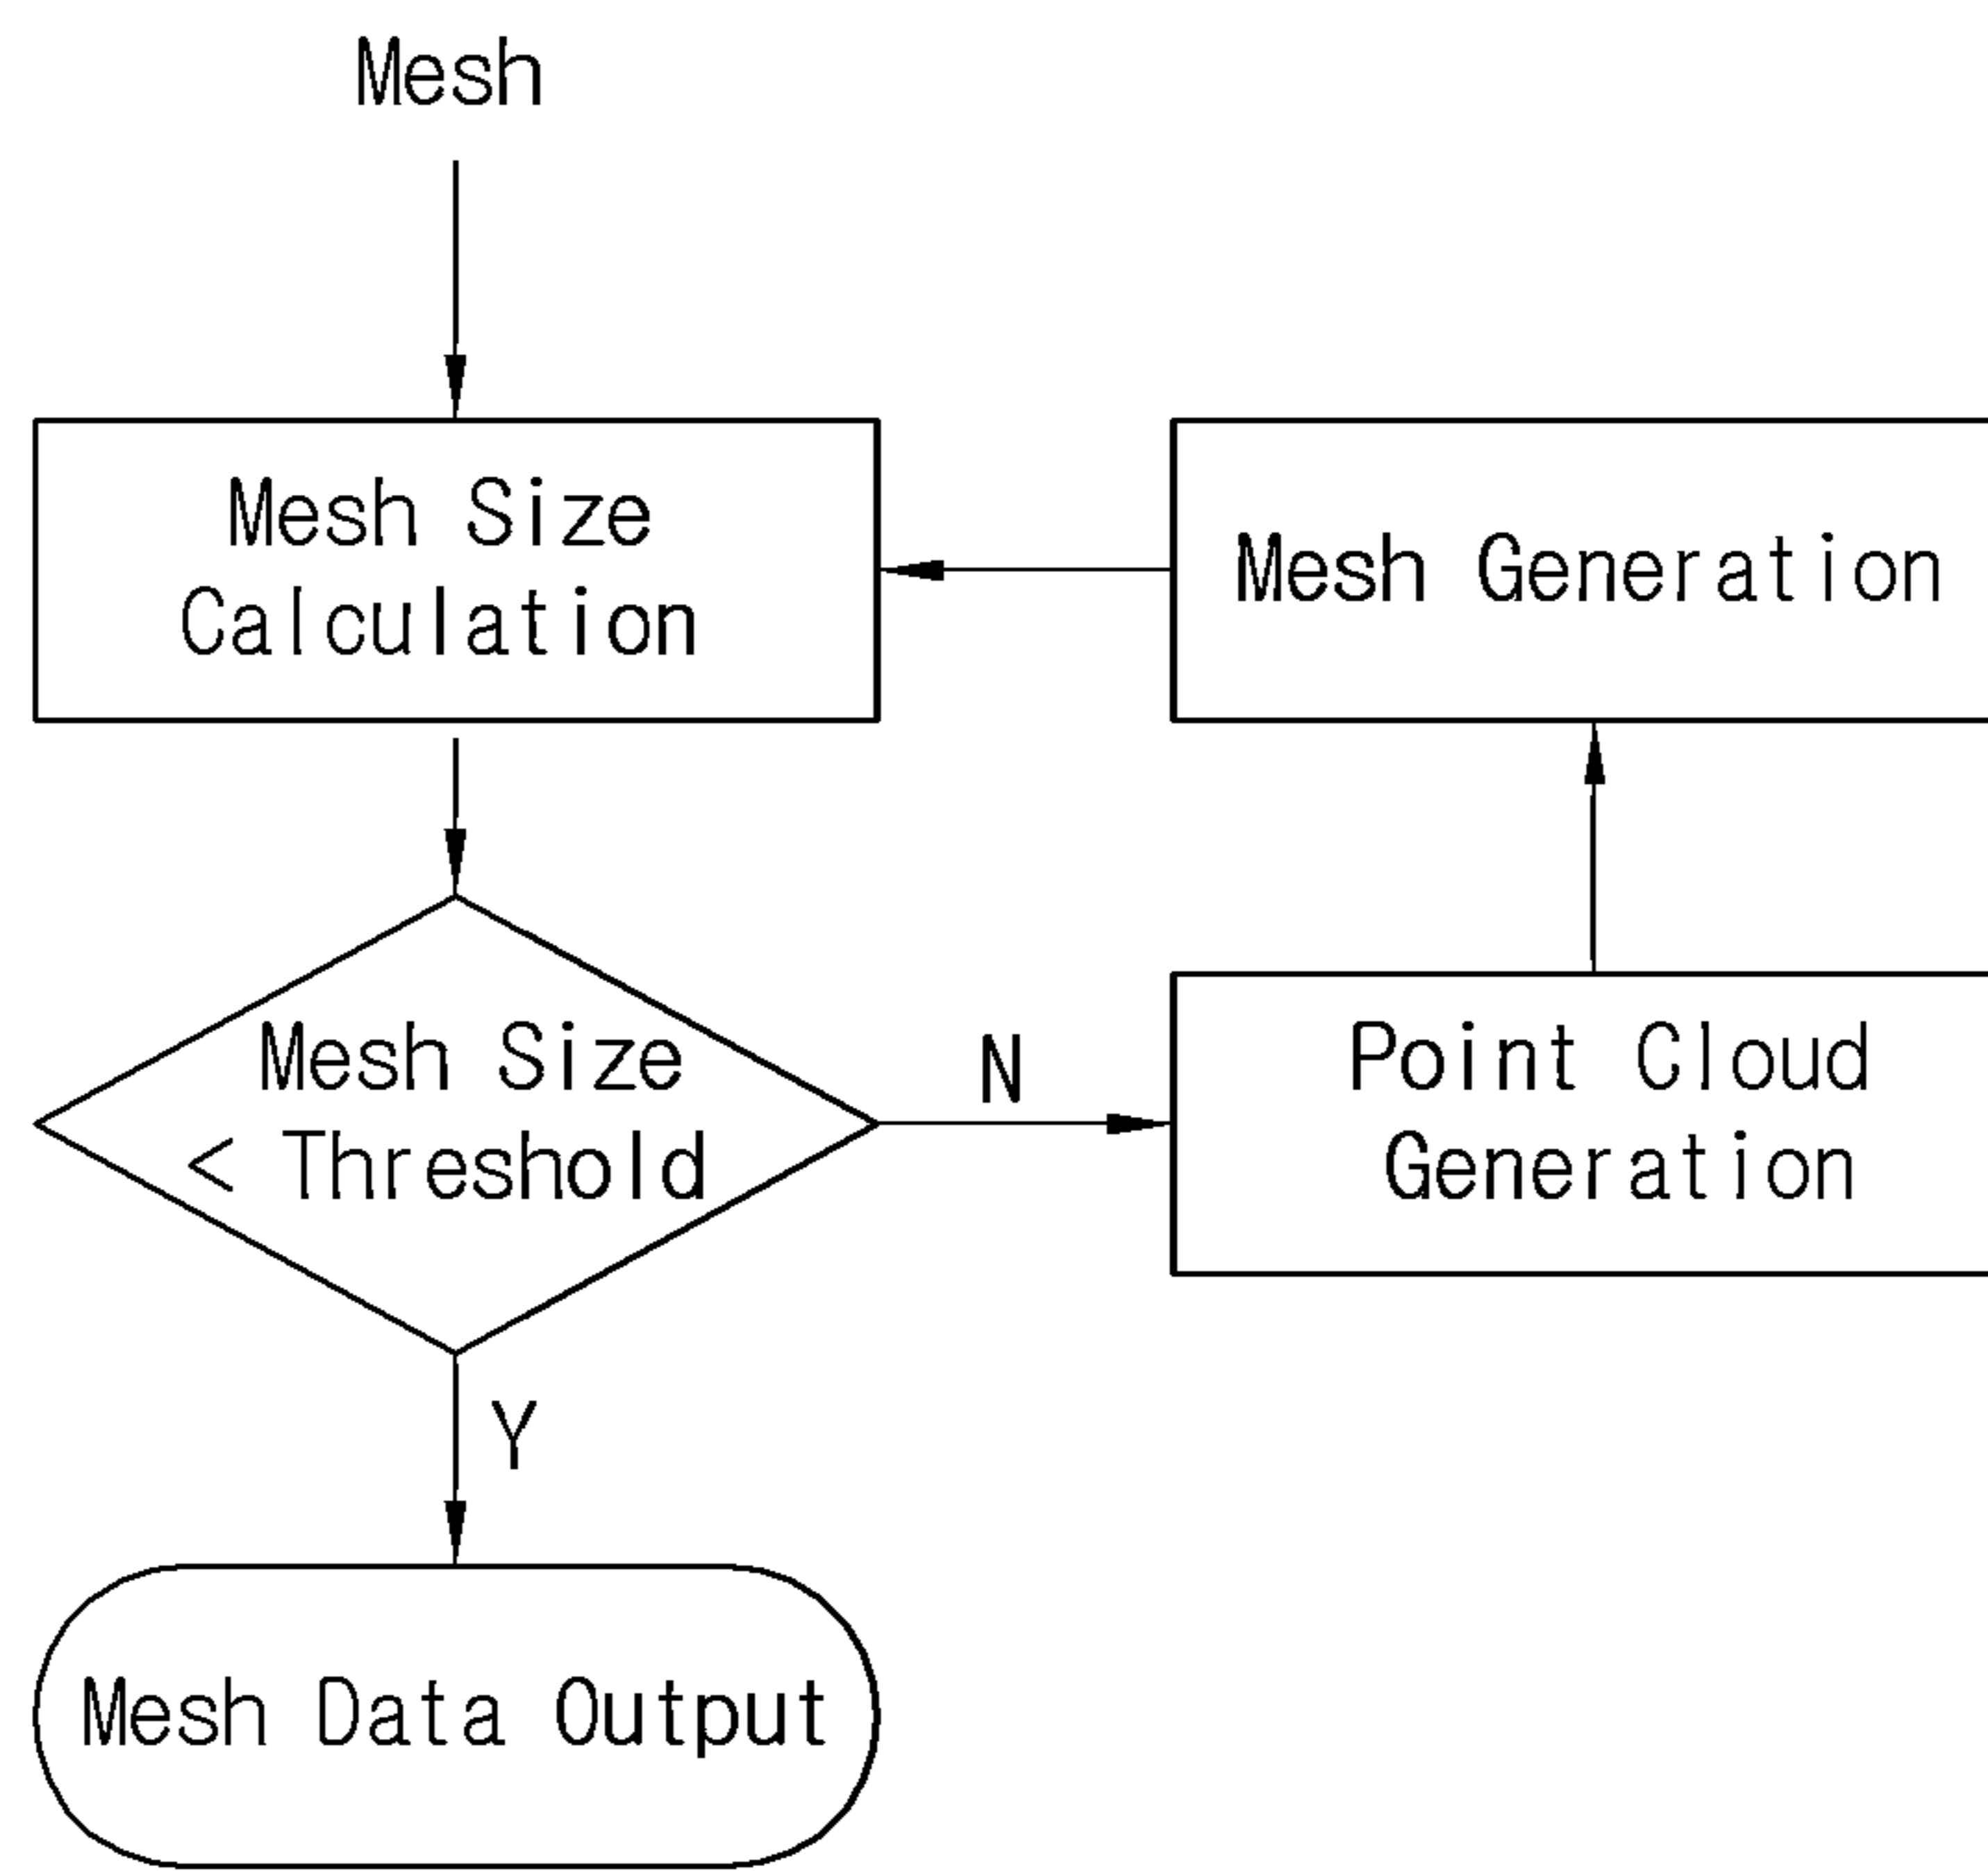 Mesh
Mesh Size
Calculation
Mesh Generation
Mesh Size
< Threshold
N
Point Cloud
Generation
Y
Mesh Data Output